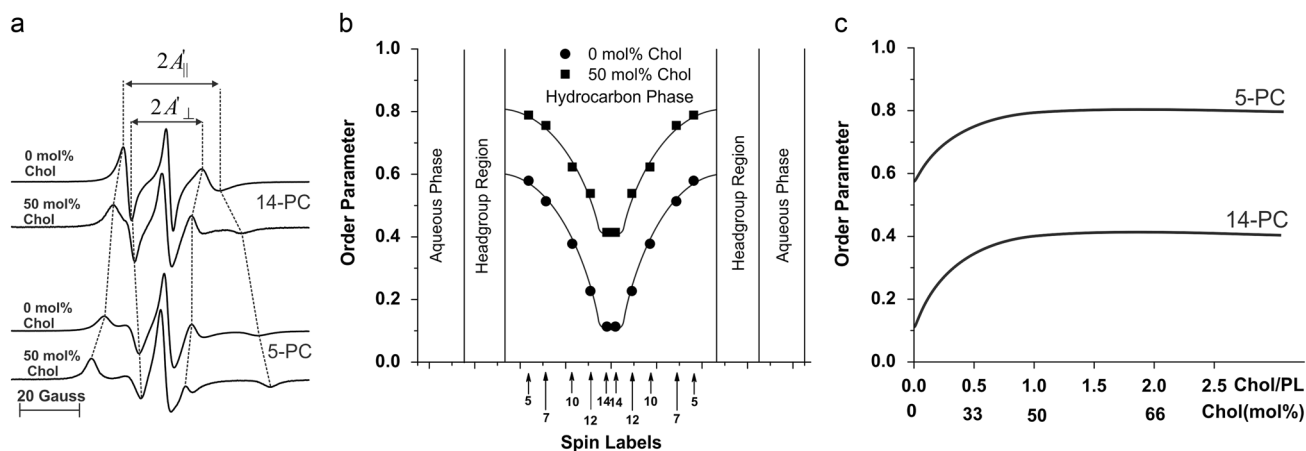 a
2A'∥
2A'⊥
0 mol%
Chol
14-PC
50 mol%
Chol
0 mol%
Chol
5-PC
50 mol%
Chol
20 Gauss
b
1.0
0.8
0.6
0.4
0.2
0.0
Order Parameter
Aqueous Phase
Headgroup Region
0 mol% Chol
50 mol% Chol
Hydrocarbon Phase
Headgroup Region
Aqueous Phase
5 7 10 12 14 14 12 10 7 5
Spin Labels
c
1.0
0.8
0.6
0.4
0.2
0.0
Order Parameter
5-PC
14-PC
0.0 0.5 1.0 1.5 2.0 2.5 Chol/PL
0 33 50 66 Chol(mol%)